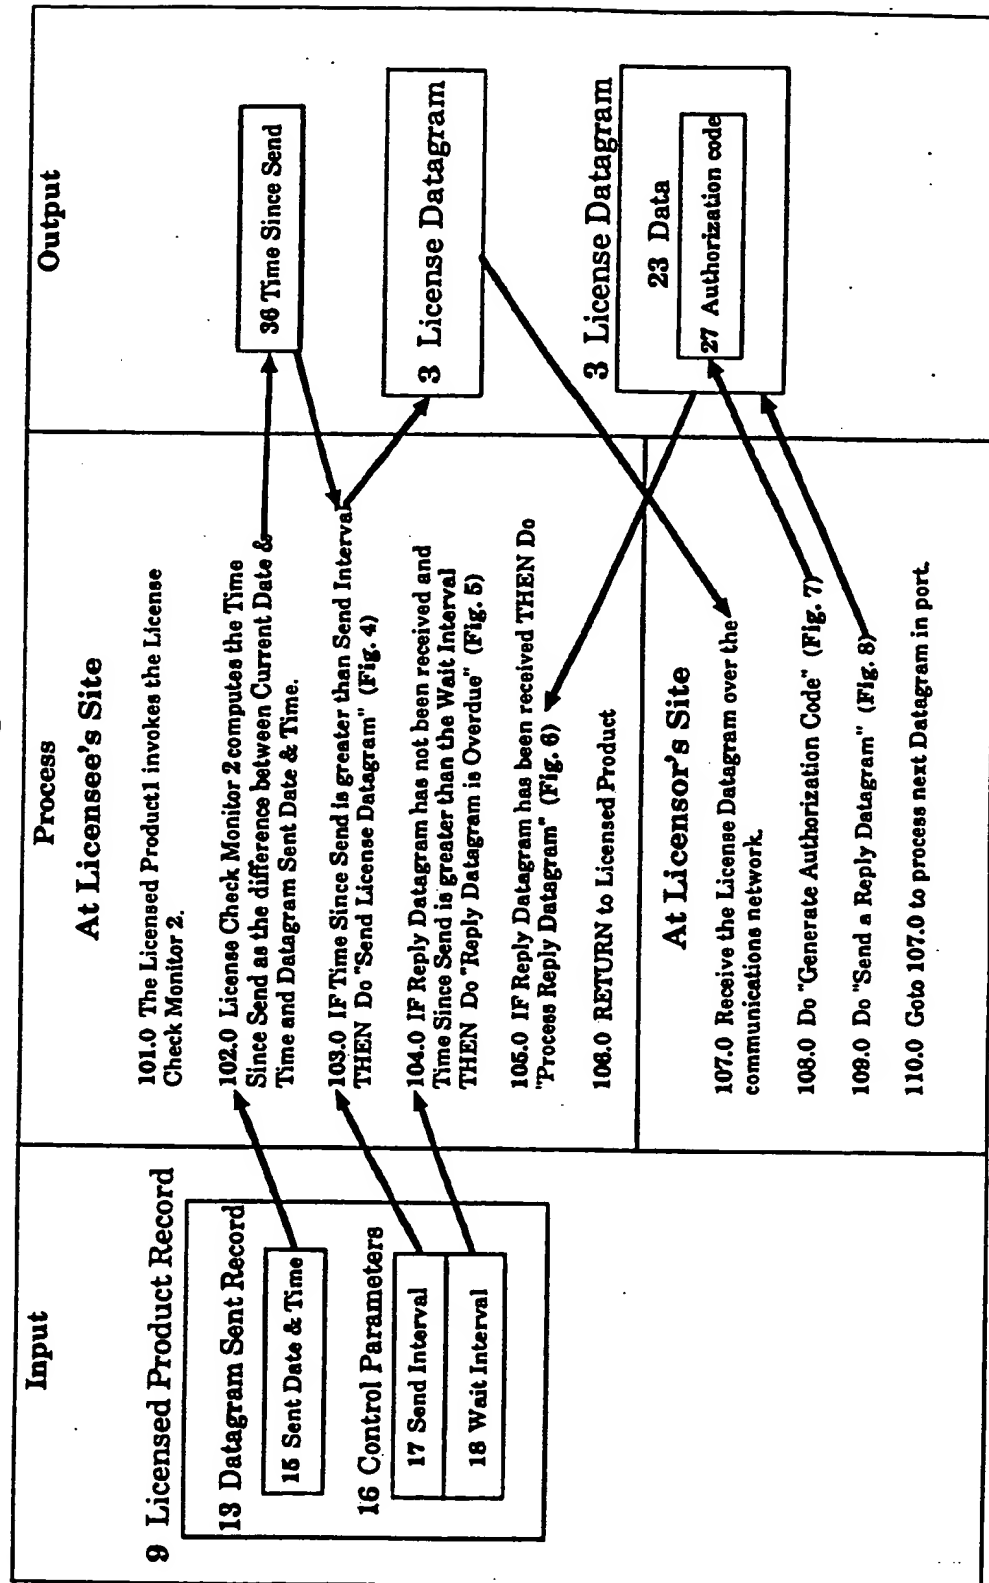 Input
9 Licensed Product Record
13 Datagram Sent Record
15 Sent Date & Time
16 Control Parameters
17 Send Interval
18 Wait Interval
Process
At Licensee's Site
101.0 The Licensed Product1 invokes the License
Check Monitor 2.
102.0 License Check Monitor 2 computes the Time
Since Send as the difference between Current Date &
Time and Datagram Sent Date & Time.
103.0 IF Time Since Send is greater than Send Interval
THEN Do "Send License Datagram" (Fig. 4)
104.0 IF Reply Datagram has not been received and
Time Since Send is greater than the Wait Interval
THEN Do "Reply Datagram is Overdue" (Fig. 5)
105.0 IF Reply Datagram has been received THEN Do
"Process Reply Datagram" (Fig. 6)
106.0 RETURN to Licensed Product
At Licensor's Site
107.0 Receive the License Datagram over the
communications network.
108.0 Do "Generate Authorization Code" (Fig. 7)
109.0 Do "Send a Reply Datagram" (Fig. 8)
110.0 Goto 107.0 to process next Datagram in port.
Output
36 Time Since Send
3 License Datagram
3 License Datagram
23 Data
27 Authorization code